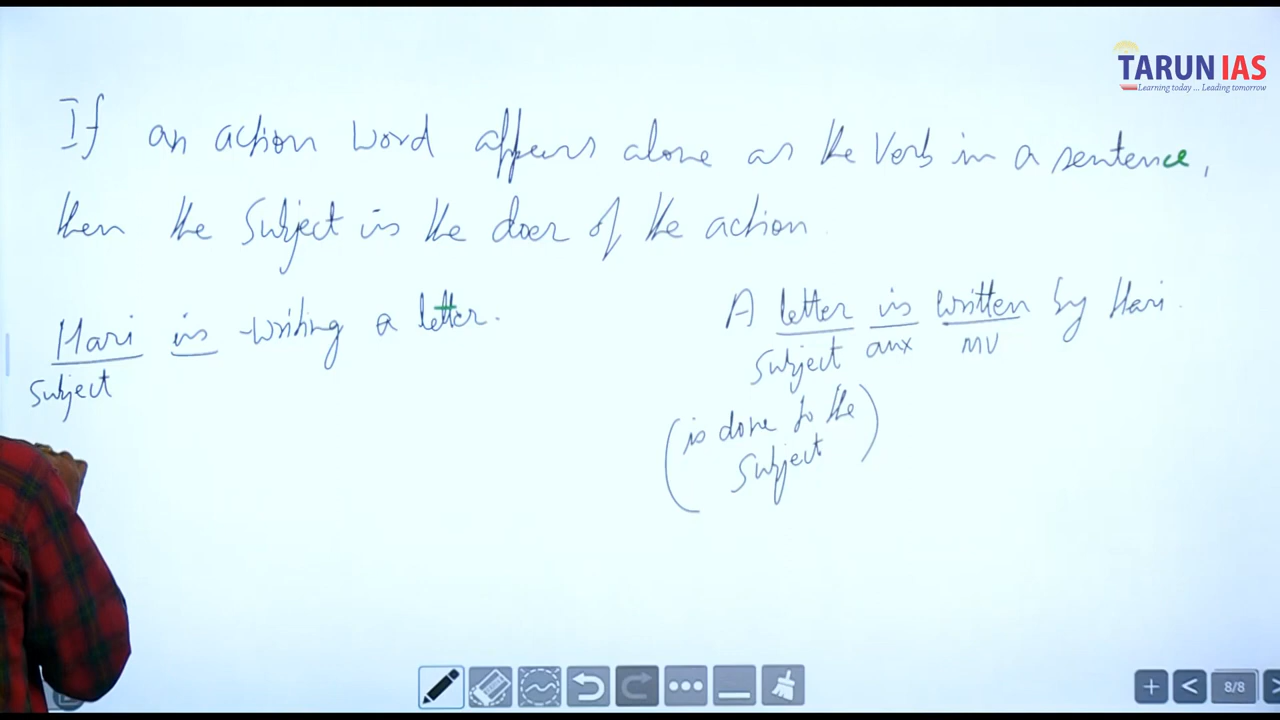 TARUN IAS
Learning today ... Leading tomorrow
If an action word appears alone as the verb in a sentence,
then the subject is the doer of the action.
Hari is writing a letter.
Subject
A letter is written by Hari.
Subject aux MV
(is done to the
Subject)
8/8